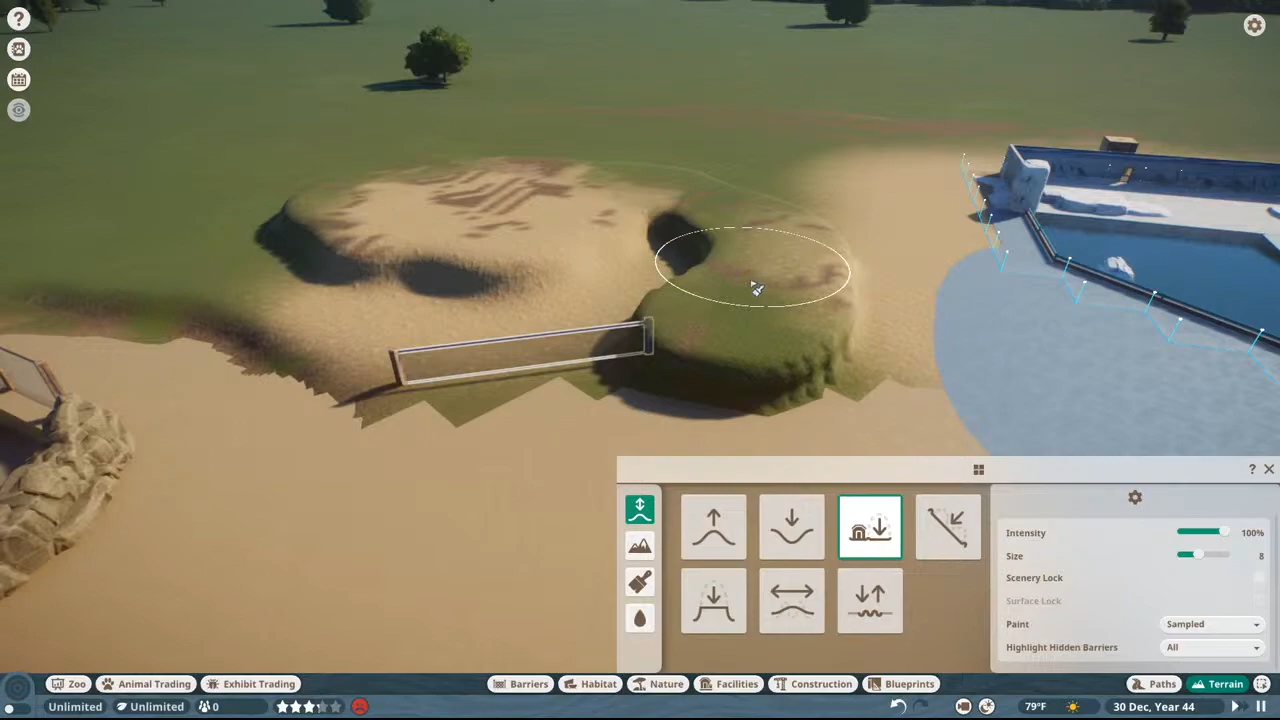 ?
? ×
Intensity 100%
Size 8
Scenery Lock
Surface Lock
Paint Sampled
Highlight Hidden Barriers All
Zoo Animal Trading Exhibit Trading Barriers Habitat Nature Facilities Construction Blueprints Paths Terrain
Unlimited Unlimited 0 79°F 30 Dec, Year 44